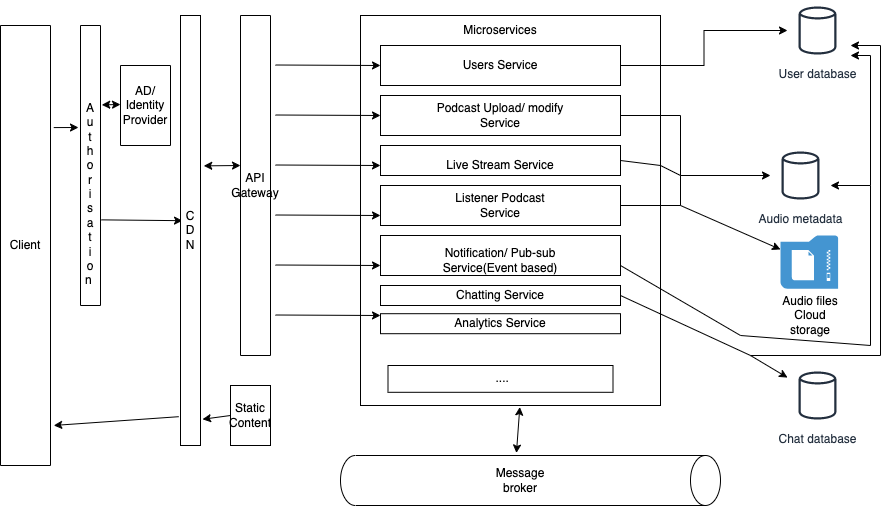 Client
A
u
t
h
o
r
i
s
a
t
i
o
n
AD/
Identity
Provider
C
D
N
API
Gateway
Static
Content
Microservices
Users Service
Podcast Upload/ modify
Service
Live Stream Service
Listener Podcast
Service
Notification/ Pub-sub
Service(Event based)
Chatting Service
Analytics Service
....
Message
broker
User database
Audio metadata
Audio files
Cloud
storage
Chat database